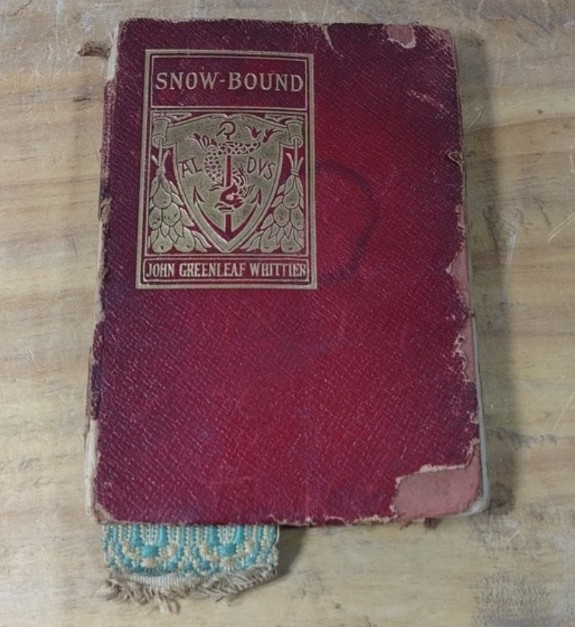 SNOW-BOUND
AL DVS
JOHN GREENLEAF WHITTIER